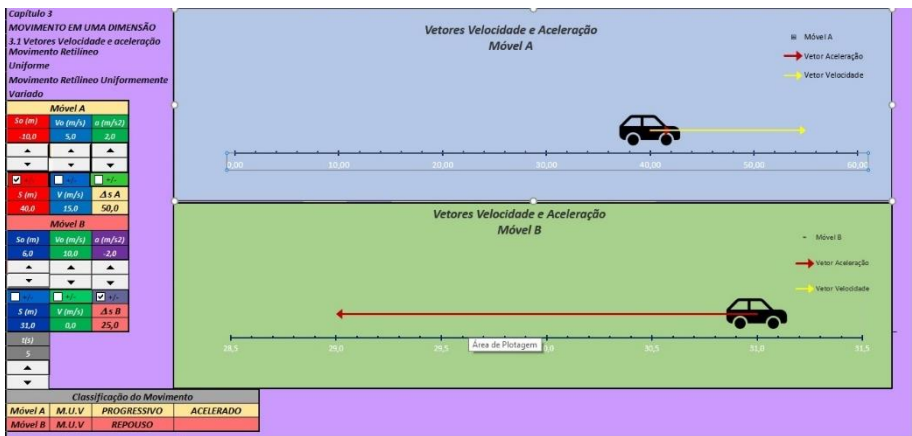 Capítulo 3
MOVIMENTO EM UMA DIMENSÃO
3.1 Vetores Velocidade e aceleração
Movimento Retilíneo
Uniforme
Movimento Retilíneo Uniformemente
Variado
Móvel A
So (m) Vo (m/s) a (m/s2)
-10,0 5,0 2,0
+/- +/-
S (m) V (m/s) Δs A
40,0 15,0 50,0
Móvel B
So (m) Vo (m/s) a (m/s2)
6,0 10,0 -2,0
+/- +/- +/-
S (m) V (m/s) Δs B
31,0 0,0 25,0
t(s)
5
Vetores Velocidade e Aceleração
Móvel A
Móvel A
Vetor Aceleração
Vetor Velocidade
0,00 10,00 20,00 30,00 40,00 50,00 60,00
Vetores Velocidade e Aceleração
Móvel B
Móvel B
Vetor Aceleração
Vetor Velocidade
Área de Plotagem
28,5 29,0 29,5 30,5 31,0 31,5
Classificação do Movimento
Móvel A M.U.V PROGRESSIVO ACELERADO
Móvel B M.U.V REPOUSO